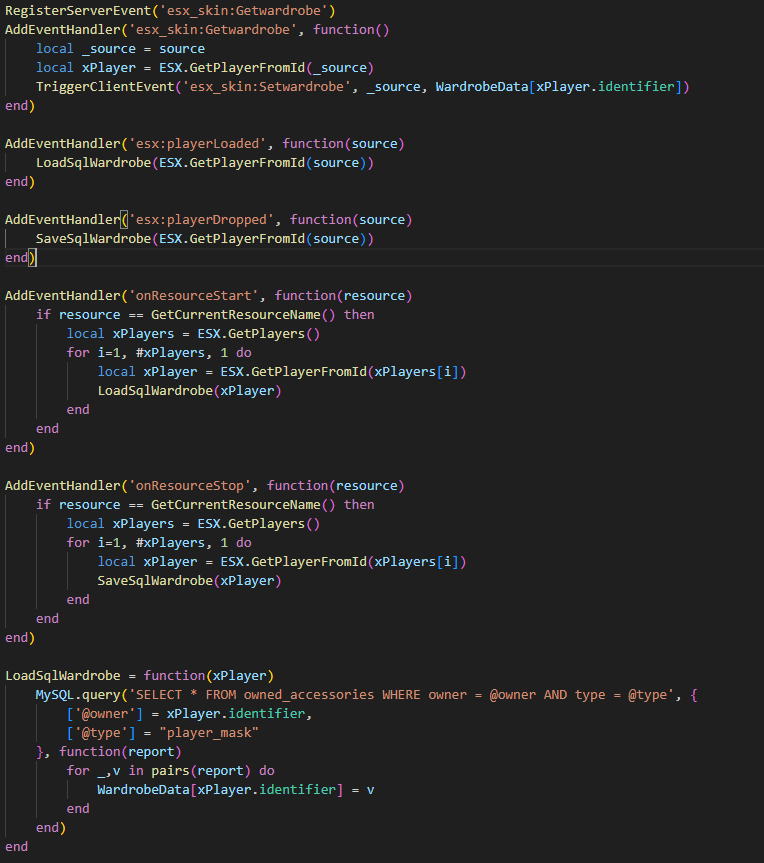 RegisterServerEvent('esx_skin:Getwardrobe')
AddEventHandler('esx_skin:Getwardrobe', function()
    local _source = source
    local xPlayer = ESX.GetPlayerFromId(_source)
    TriggerClientEvent('esx_skin:Setwardrobe', _source, WardrobeData[xPlayer.identifier])
end)

AddEventHandler('esx:playerLoaded', function(source)
    LoadSqlWardrobe(ESX.GetPlayerFromId(source))
end)

AddEventHandler('esx:playerDropped', function(source)
    SaveSqlWardrobe(ESX.GetPlayerFromId(source))
end)

AddEventHandler('onResourceStart', function(resource)
    if resource == GetCurrentResourceName() then
        local xPlayers = ESX.GetPlayers()
        for i=1, #xPlayers, 1 do
            local xPlayer = ESX.GetPlayerFromId(xPlayers[i])
            LoadSqlWardrobe(xPlayer)
        end
    end
end)

AddEventHandler('onResourceStop', function(resource)
    if resource == GetCurrentResourceName() then
        local xPlayers = ESX.GetPlayers()
        for i=1, #xPlayers, 1 do
            local xPlayer = ESX.GetPlayerFromId(xPlayers[i])
            SaveSqlWardrobe(xPlayer)
        end
    end
end)

LoadSqlWardrobe = function(xPlayer)
    MySQL.query('SELECT * FROM owned_accessories WHERE owner = @owner AND type = @type', {
        ['@owner'] = xPlayer.identifier,
        ['@type'] = "player_mask"
    }, function(report)
        for _,v in pairs(report) do
            WardrobeData[xPlayer.identifier] = v
        end
    end)
end